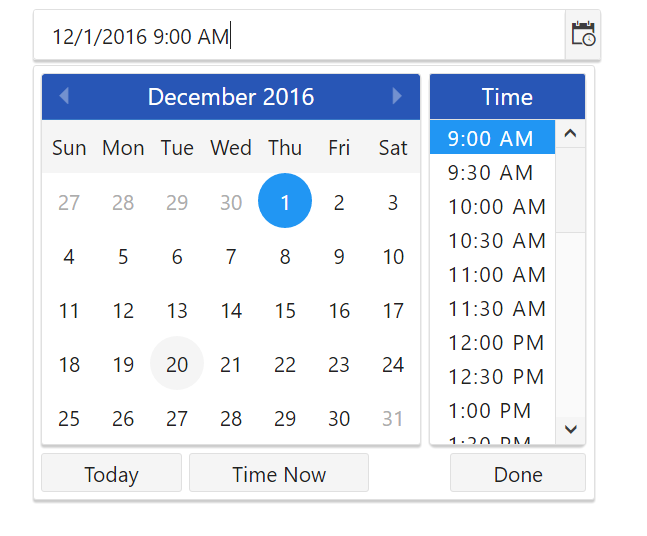 12/1/2016 9:00 AM
December 2016
Sun Mon Tue Wed Thu Fri Sat
27 28 29 30 1 2 3
4 5 6 7 8 9 10
11 12 13 14 15 16 17
18 19 20 21 22 23 24
25 26 27 28 29 30 31
Time
9:00 AM
9:30 AM
10:00 AM
10:30 AM
11:00 AM
11:30 AM
12:00 PM
12:30 PM
1:00 PM
1:30 PM
Today
Time Now
Done